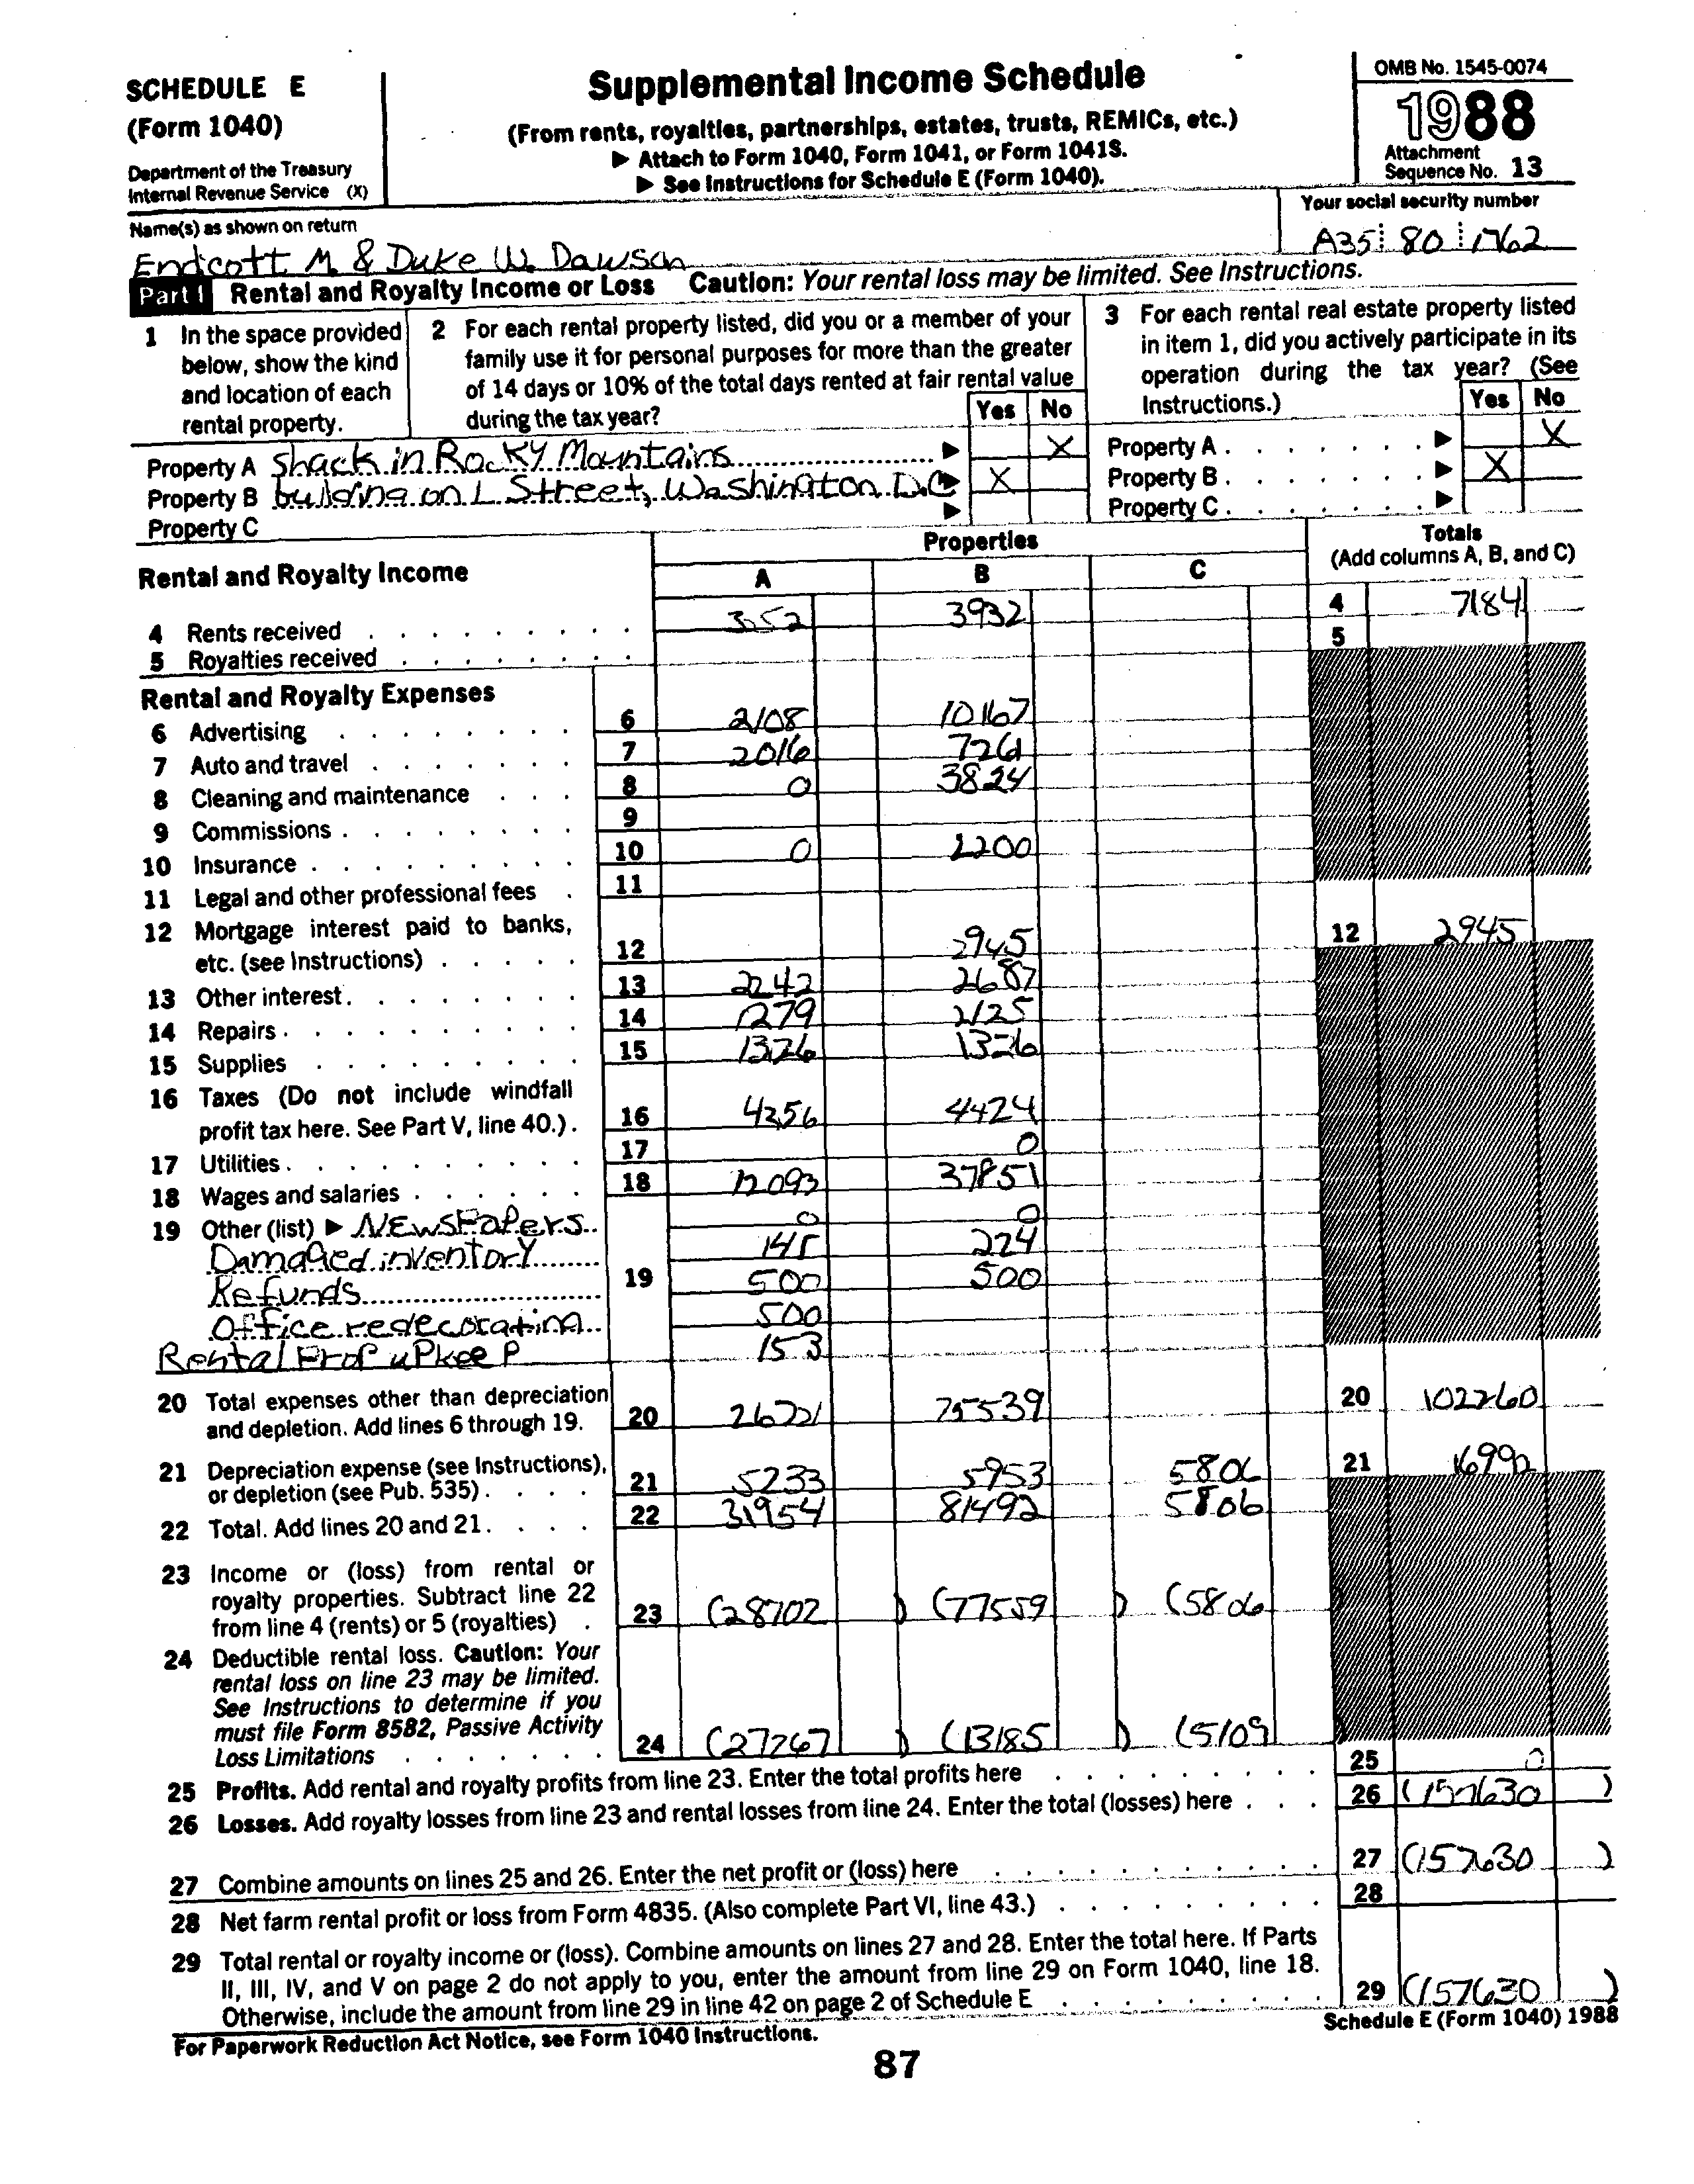 SCHEDULE E
(Form 1040)
Department of the Treasury
Internal Revenue Service (X)
Supplemental Income Schedule
(From rents, royalties, partnerships, estates, trusts, REMICs, etc.)
▶ Attach to Form 1040, Form 1041, or Form 1041S.
▶ See Instructions for Schedule E (Form 1040).
OMB No. 1545-0074
1988
Attachment
Sequence No. 13
Name(s) as shown on return
Endicott M. & Duke W. Dawson
Your social security number
A35 80 1762
Part I Rental and Royalty Income or Loss Caution: Your rental loss may be limited. See Instructions.
1 In the space provided
below, show the kind
and location of each
rental property.
2 For each rental property listed, did you or a member of your
family use it for personal purposes for more than the greater
of 14 days or 10% of the total days rented at fair rental value
during the tax year? Yes No
3 For each rental real estate property listed
in item 1, did you actively participate in its
operation during the tax year? (See
Instructions.) Yes No
Property A Shack in Rocky Mountains ▶ X Property A ▶ X
Property B building on L Street, Washington D.C ▶ X Property B ▶ X
Property C ▶ Property C ▶
Rental and Royalty Income
Properties
A B C
Totals
(Add columns A, B, and C)
4 Rents received 3932 4 7184
5 Royalties received 5
Rental and Royalty Expenses
6 Advertising 6 2108 10167
7 Auto and travel 7 2016 7261
8 Cleaning and maintenance 8 0 3824
9 Commissions 9
10 Insurance 10 0 1200
11 Legal and other professional fees 11
12 Mortgage interest paid to banks,
etc. (see Instructions) 12 2945 12 2945
13 Other interest 13 2242 2687
14 Repairs 14 1279 2125
15 Supplies 15 1326 1326
16 Taxes (Do not include windfall
profit tax here. See Part V, line 40.) 16 4256 4424
17 Utilities 17 0
18 Wages and salaries 18 12093 37851
19 Other (list) ▶ NEWSPaPers 0 0
Damaged inventory 145 224
Refunds 19 500 500
Office redecorating 500
Rental Prop uPkeeP 153
20 Total expenses other than depreciation
and depletion. Add lines 6 through 19. 20 26721 75539 20 102260
21 Depreciation expense (see Instructions),
or depletion (see Pub. 535) 21 5233 5953 5806 21 16992
22 Total. Add lines 20 and 21 22 31954 81492 5806
23 Income or (loss) from rental or
royalty properties. Subtract line 22
from line 4 (rents) or 5 (royalties) 23 (28702) (77559) (5806)
24 Deductible rental loss. Caution: Your
rental loss on line 23 may be limited.
See Instructions to determine if you
must file Form 8582, Passive Activity
Loss Limitations 24 (27267) (13185) (5109)
25 Profits. Add rental and royalty profits from line 23. Enter the total profits here 25 0
26 Losses. Add royalty losses from line 23 and rental losses from line 24. Enter the total (losses) here 26 (157630)
27 Combine amounts on lines 25 and 26. Enter the net profit or (loss) here 27 (157630)
28 Net farm rental profit or loss from Form 4835. (Also complete Part VI, line 43.) 28
29 Total rental or royalty income or (loss). Combine amounts on lines 27 and 28. Enter the total here. If Parts
II, III, IV, and V on page 2 do not apply to you, enter the amount from line 29 on Form 1040, line 18.
Otherwise, include the amount from line 29 in line 42 on page 2 of Schedule E 29 (157630)
For Paperwork Reduction Act Notice, see Form 1040 Instructions.
Schedule E (Form 1040) 1988
87